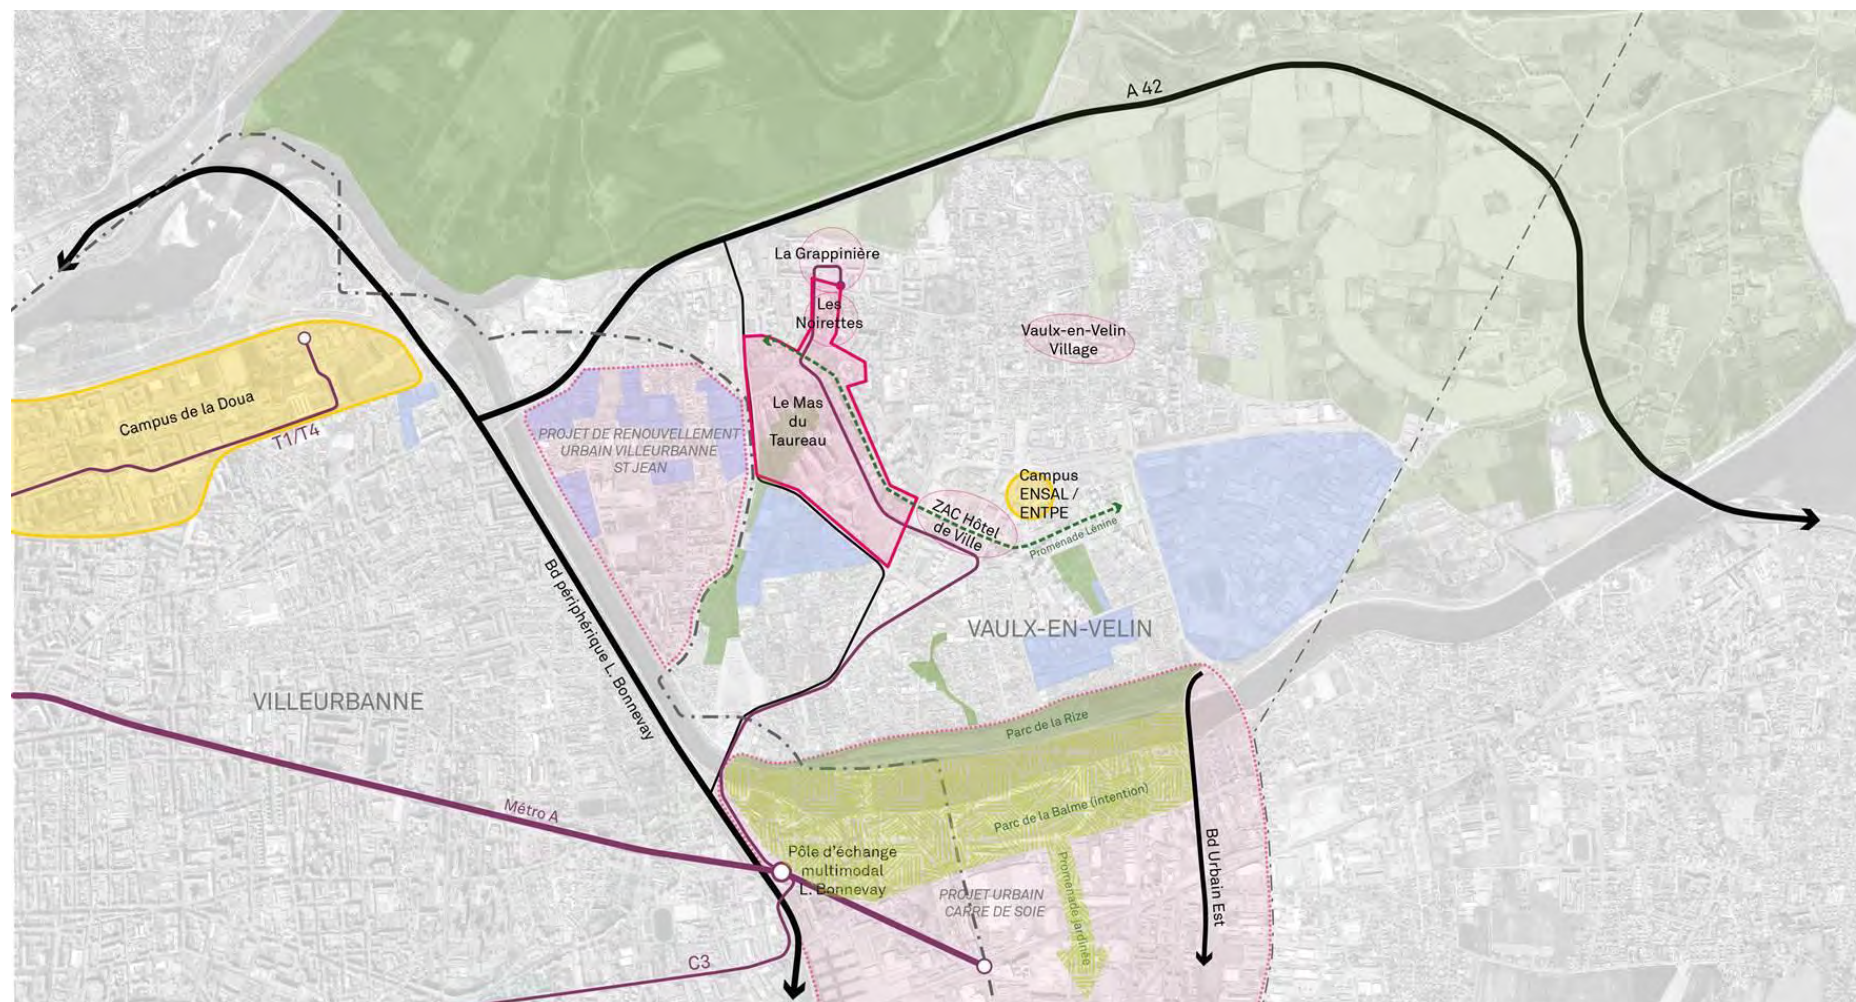 A 42
La Grappinière
Les
Noirettes
Vaulx-en-Velin
Village
Campus de la Doua
T1/T4
PROJET DE RENOUVELLEMENT
URBAIN VILLEURBANNE
ST JEAN
Le Mas
du
Taureau
Campus
ENSAL /
ENTPE
ZAC Hôtel
de Ville
Promenade Lénine
Bd périphérique L. Bonnevay
VAULX-EN-VELIN
VILLEURBANNE
Parc de la Rize
Métro A
Parc de la Balme (intention)
Pôle d'échange
multimodal
L. Bonnevay
PROJET URBAIN
CARRE DE SOIE
Promenade jardinée
Bd Urbain Est
C3